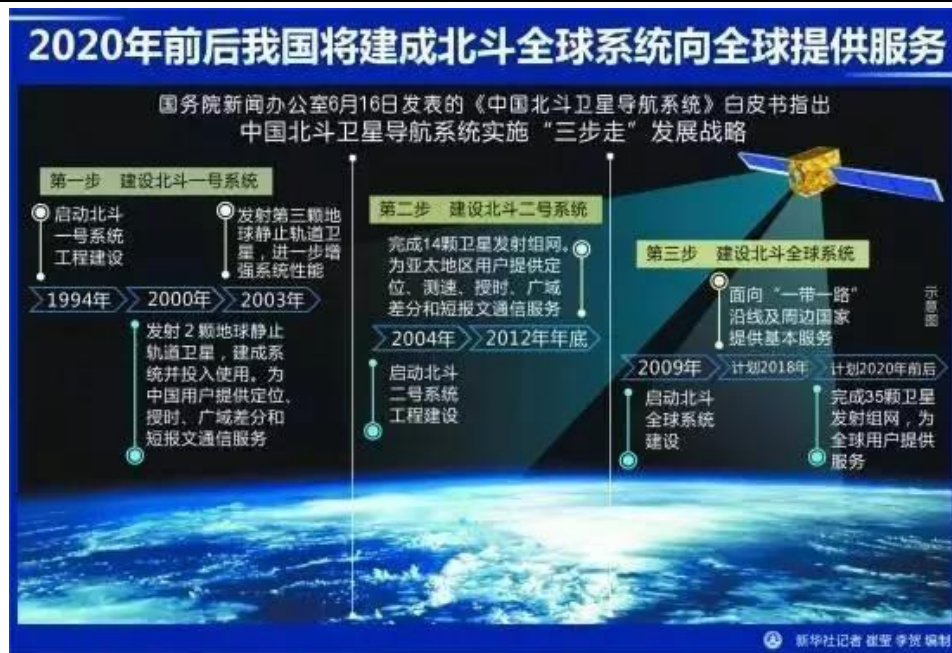 2020年前后我国将建成北斗全球系统向全球提供服务
国务院新闻办公室6月16日发表的《中国北斗卫星导航系统》白皮书指出
中国北斗卫星导航系统实施“三步走”发展战略
第一步 建设北斗一号系统
启动北斗
一号系统
工程建设
发射第三颗地
球静止轨道卫
星，进一步增
强系统性能
1994年
2000年
2003年
发射2颗地球静止
轨道卫星，建成系
统并投入使用。为
中国用户提供定位、
授时、广域差分和
短报文通信服务
第二步 建设北斗二号系统
完成14颗卫星发射组网。
为亚太地区用户提供定
位、测速、授时、广域
差分和短报文通信服务
2004年
2012年年底
启动北斗
二号系统
工程建设
第三步 建设北斗全球系统
面向“一带一路”
沿线及周边国家
提供基本服务
示意图
2009年
计划2018年
计划2020年前后
启动北斗
全球系统
建设
完成35颗卫星
发射组网，为
全球用户提供
服务
新华社记者 崔莹 李贺 编制